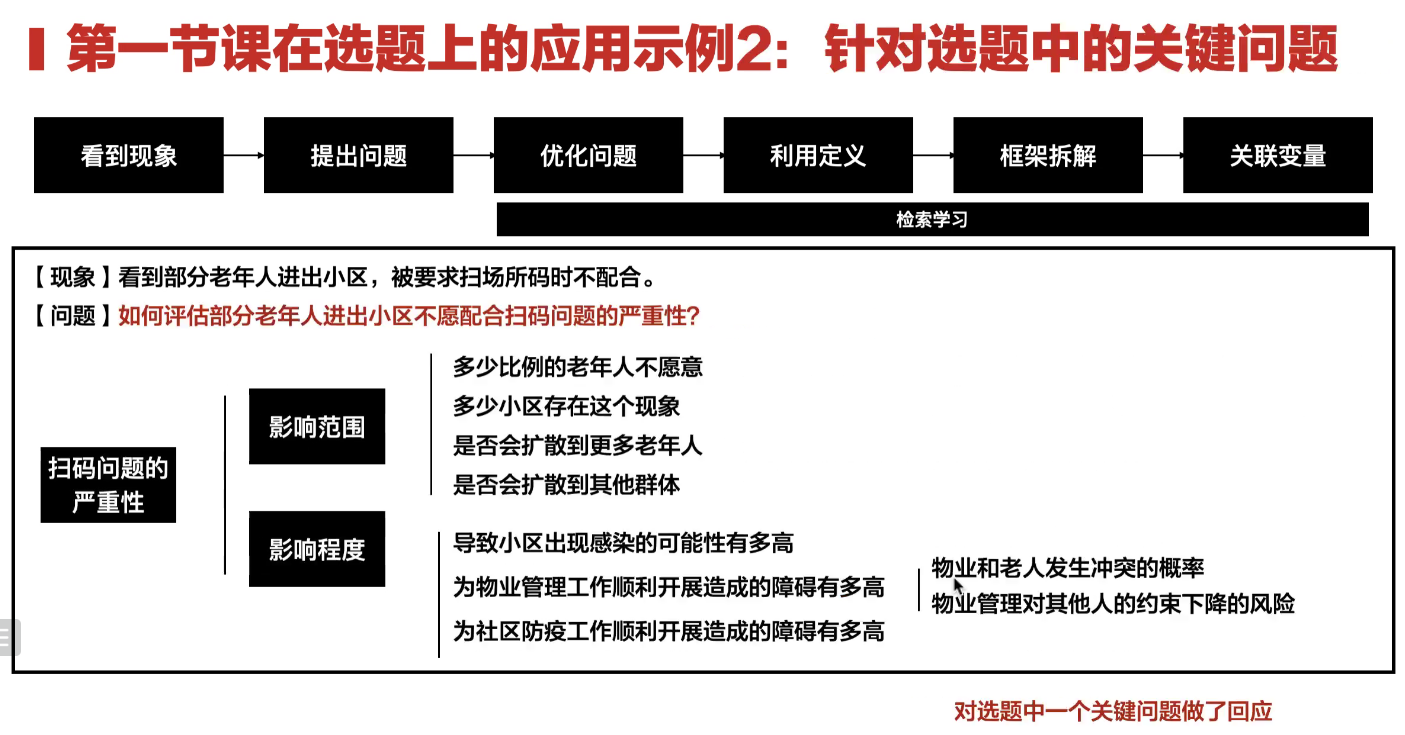 第一节课在选题上的应用示例2：针对选题中的关键问题
看到现象
提出问题
优化问题
利用定义
框架拆解
关联变量
检索学习
【现象】看到部分老年人进出小区，被要求扫场所码时不配合。
【问题】如何评估部分老年人进出小区不愿配合扫码问题的严重性?
扫码问题的
严重性
影响范围
多少比例的老年人不愿意
多少小区存在这个现象
是否会扩散到更多老年人
是否会扩散到其他群体
影响程度
导致小区出现感染的可能性有多高
为物业管理工作顺利开展造成的障碍有多高
物业和老人发生冲突的概率
物业管理对其他人的约束下降的风险
为社区防疫工作顺利开展造成的障碍有多高
对选题中一个关键问题做了回应